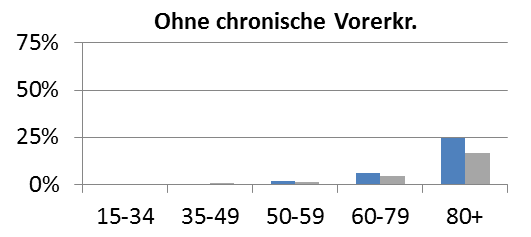 Ohne chronische Vorerkr.
75%
50%
25%
0%
15-34 35-49 50-59 60-79 80+